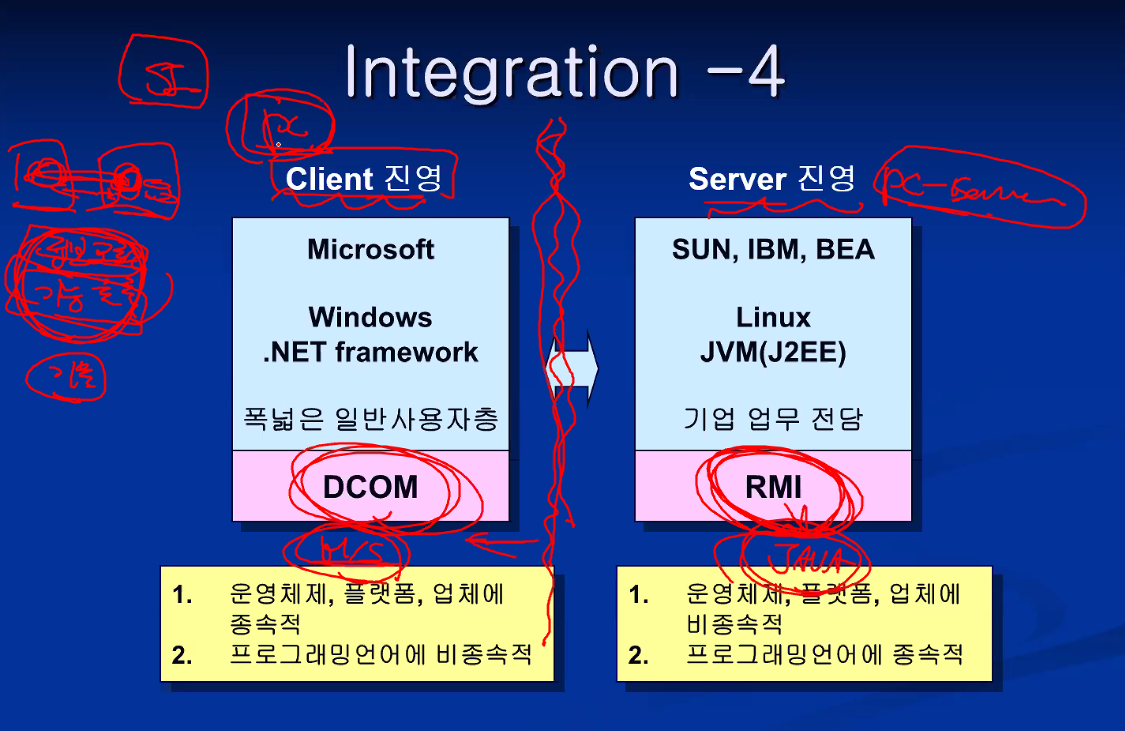 Integration -4
SI
PC
Client 진영
Server 진영
PC-Server
Microsoft
Windows
.NET framework
폭넓은 일반사용자층
DCOM
SUN, IBM, BEA
Linux
JVM(J2EE)
기업 업무 전담
RMI
M/S
JAVA
1. 운영체제, 플랫폼, 업체에
종속적
2. 프로그래밍언어에 비종속적
1. 운영체제, 플랫폼, 업체에
비종속적
2. 프로그래밍언어에 종속적